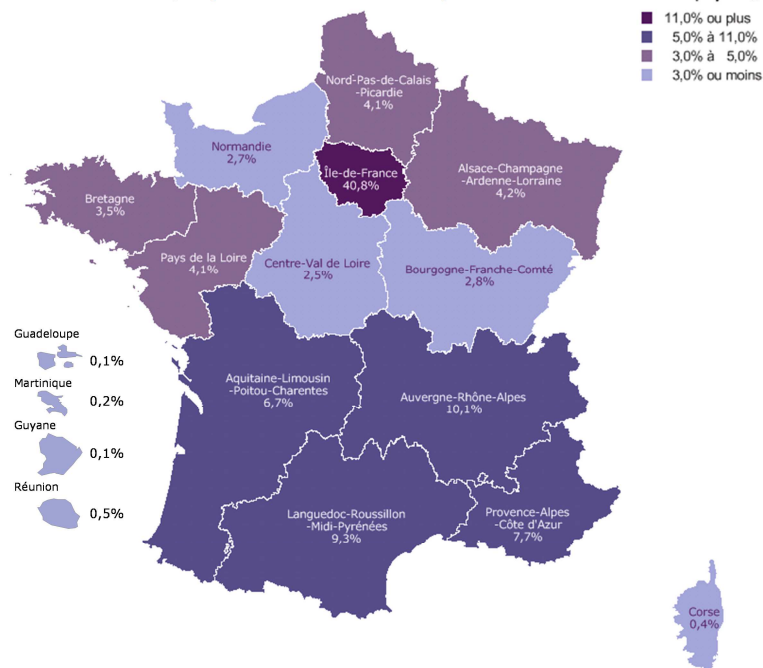 11,0% ou plus
5,0% à 11,0%
3,0% à 5,0%
3,0% ou moins
Nord-Pas-de-Calais
-Picardie
4,1%
Normandie
2,7%
Île-de-France
40,8%
Alsace-Champagne
-Ardenne-Lorraine
4,2%
Bretagne
3,5%
Pays de la Loire
4,1%
Centre-Val de Loire
2,5%
Bourgogne-Franche-Comté
2,8%
Guadeloupe
0,1%
Martinique
0,2%
Guyane
0,1%
Réunion
0,5%
Aquitaine-Limousin
-Poitou-Charentes
6,7%
Auvergne-Rhône-Alpes
10,1%
Languedoc-Roussillon
-Midi-Pyrénées
9,3%
Provence-Alpes
-Côte d'Azur
7,7%
Corse
0,4%